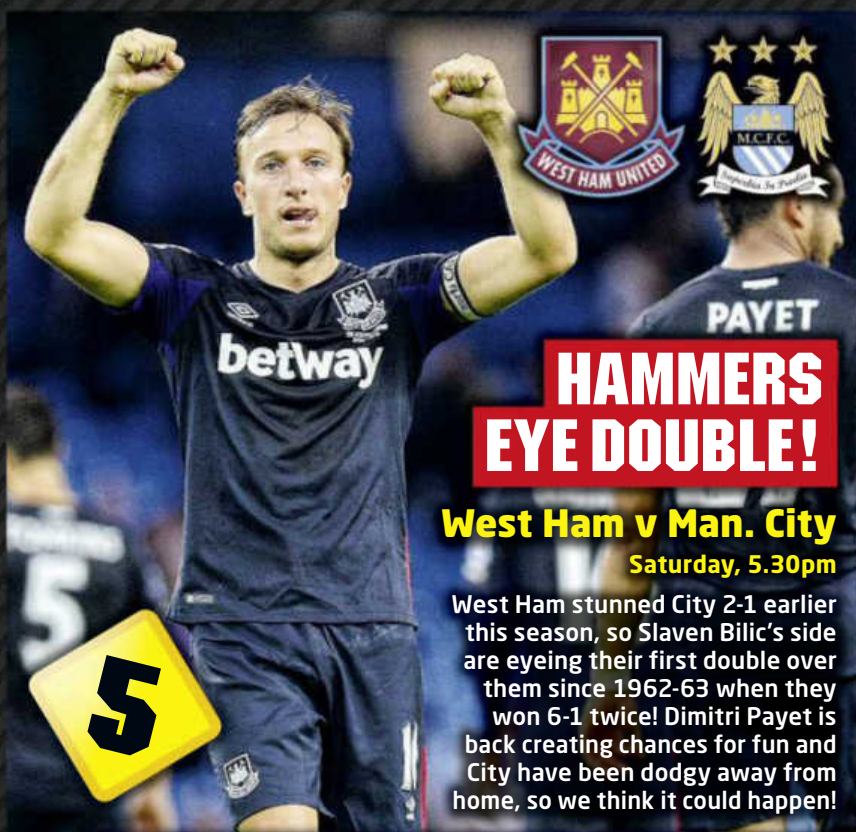 WEST HAM UNITED
M.C.F.C.
Superbia In Proelia
PAYET
betway
HAMMERS
EYE DOUBLE!
West Ham v Man. City
Saturday, 5.30pm
West Ham stunned City 2-1 earlier
this season, so Slaven Bilic's side
are eyeing their first double over
them since 1962-63 when they
won 6-1 twice! Dimitri Payet is
back creating chances for fun and
City have been dodgy away from
home, so we think it could happen!
5
5